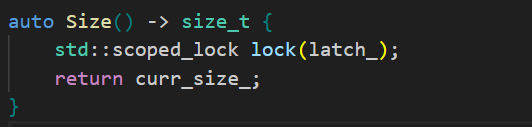 auto Size() -> size_t {
    std::scoped_lock lock(latch_);
    return curr_size_;
}